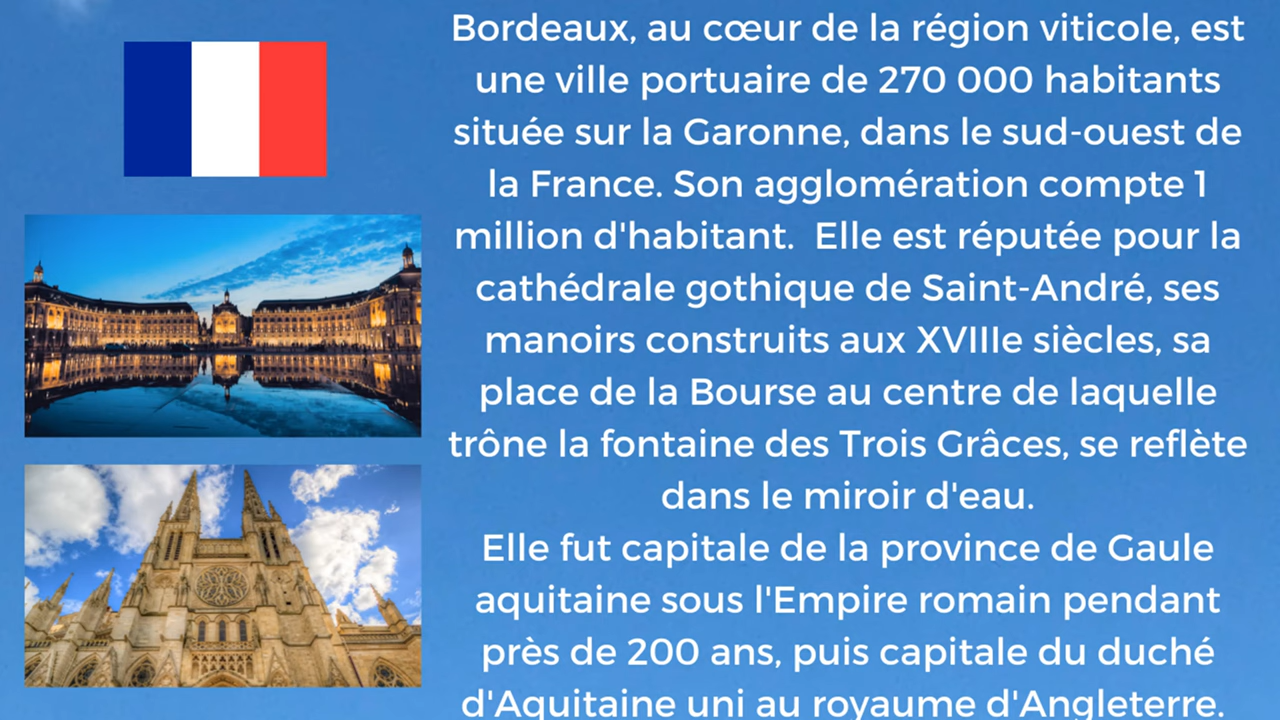 Bordeaux, au cœur de la région viticole, est
une ville portuaire de 270 000 habitants
située sur la Garonne, dans le sud-ouest de
la France. Son agglomération compte 1
million d'habitant.  Elle est réputée pour la
cathédrale gothique de Saint-André, ses
manoirs construits aux XVIIIe siècles, sa
place de la Bourse au centre de laquelle
trône la fontaine des Trois Grâces, se reflète
dans le miroir d'eau.
Elle fut capitale de la province de Gaule
aquitaine sous l'Empire romain pendant
près de 200 ans, puis capitale du duché
d'Aquitaine uni au royaume d'Angleterre.